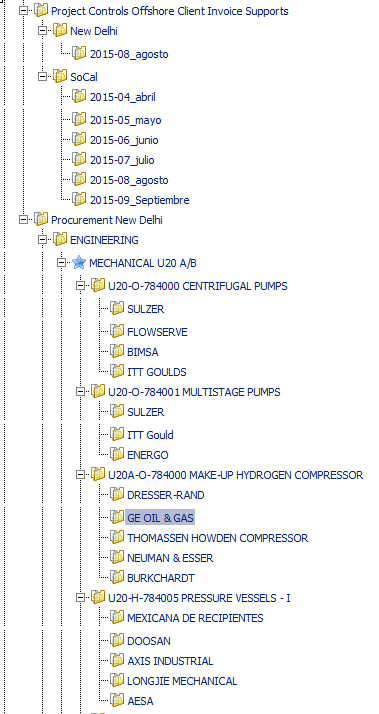 Project Controls Offshore Client Invoice Supports
New Delhi
2015-08_agosto
SoCal
2015-04_abril
2015-05_mayo
2015-06_junio
2015-07_julio
2015-08_agosto
2015-09_Septiembre
Procurement New Delhi
ENGINEERING
MECHANICAL U20 A/B
U20-O-784000 CENTRIFUGAL PUMPS
SULZER
FLOWSERVE
BIMSA
ITT GOULDS
U20-O-784001 MULTISTAGE PUMPS
SULZER
ITT Gould
ENERGO
U20A-O-784000 MAKE-UP HYDROGEN COMPRESSOR
DRESSER-RAND
GE OIL & GAS
THOMASSEN HOWDEN COMPRESSOR
NEUMAN & ESSER
BURKCHARDT
U20-H-784005 PRESSURE VESSELS - I
MEXICANA DE RECIPIENTES
DOOSAN
AXIS INDUSTRIAL
LONGJIE MECHANICAL
AESA